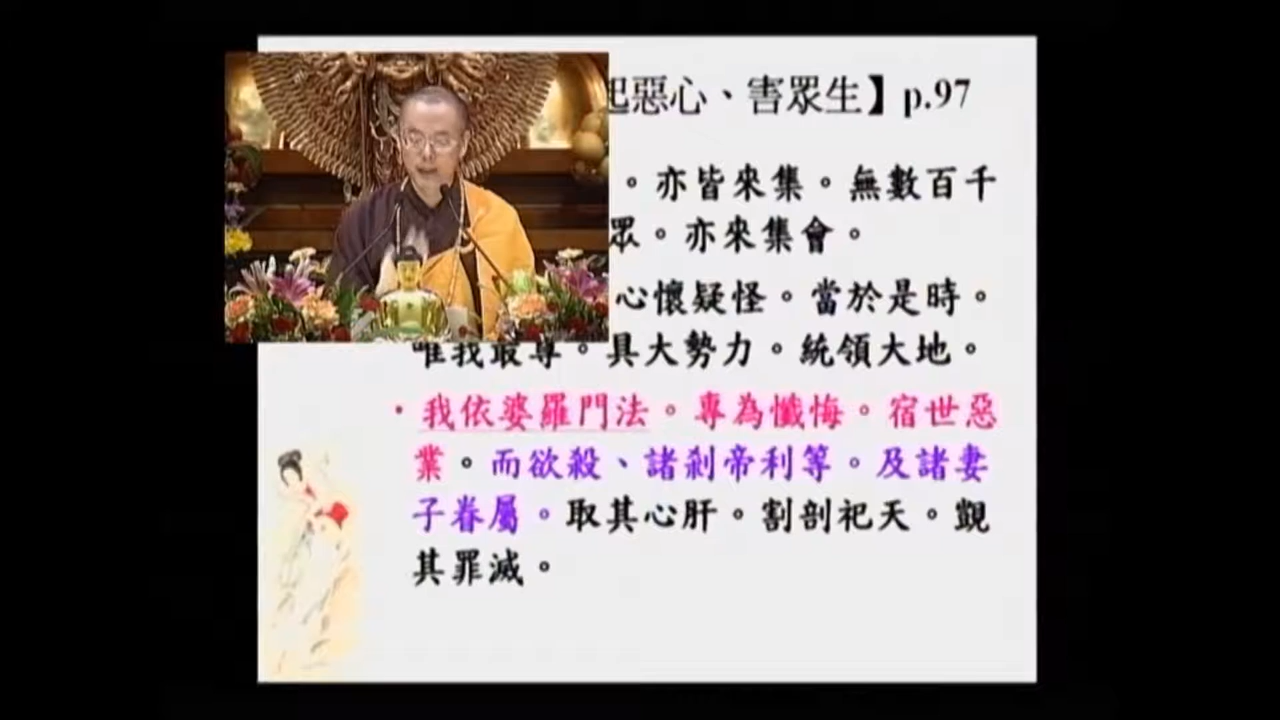 惡心、害眾生】p.97
。亦皆來集。無數百千
眾。亦來集會。
心懷疑怪。當於是時。
唯我最尊。具大勢力。統領大地。
・我依婆羅門法。專為懺悔。宿世惡
業。而欲殺、諸剎帝利等。及諸妻
子眷屬。取其心肝。割剖祀天。觀
其罪滅。